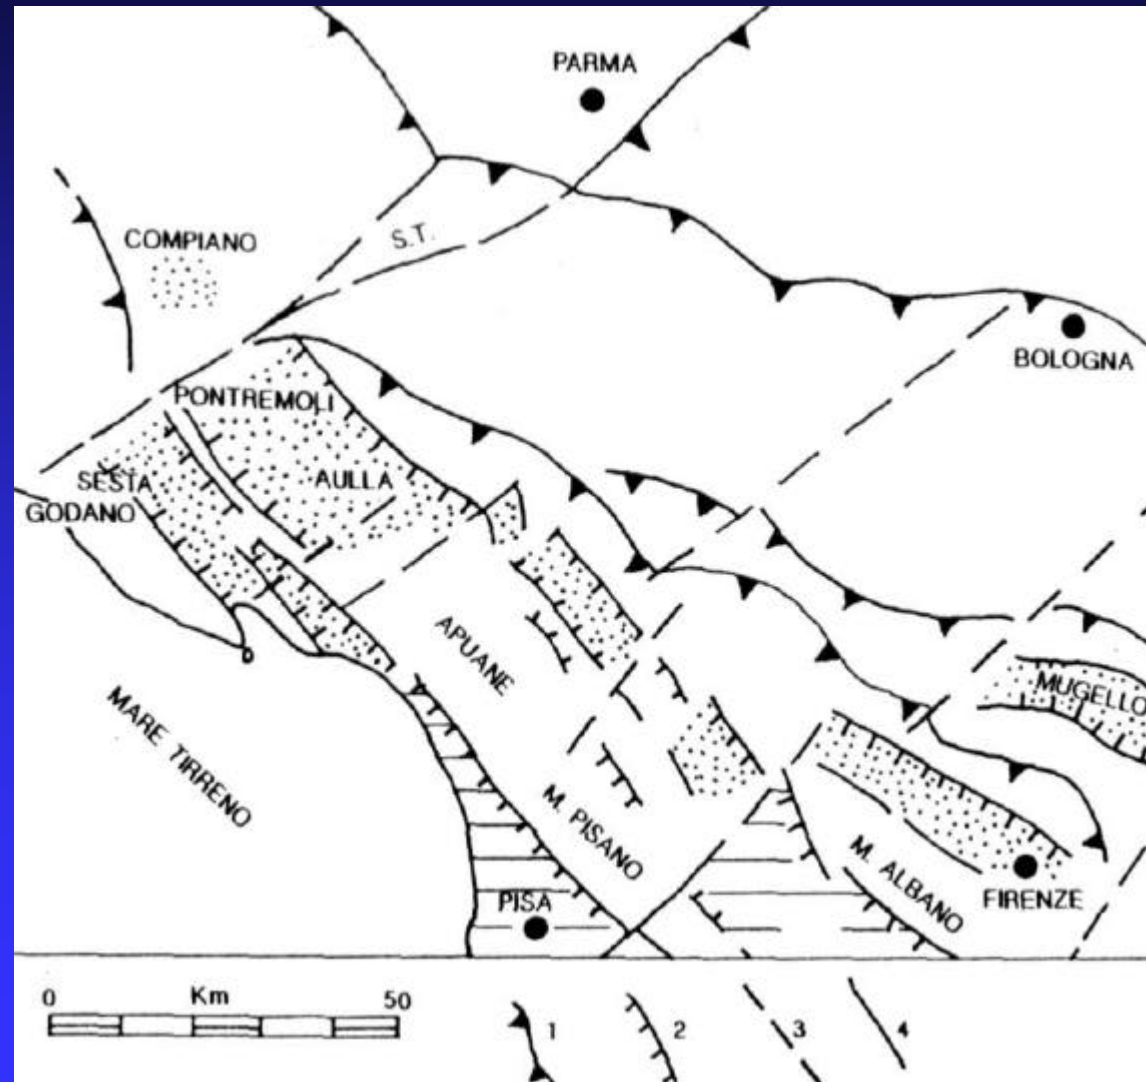 PARMA
COMPIANO
S.T.
BOLOGNA
PONTREMOLI
AULLA
SESTA
GODANO
APUANE
MUGELLO
MARE TIRRENO
M. PISANO
M. ALBANO
PISA
FIRENZE
0 Km 50
1 2 3 4